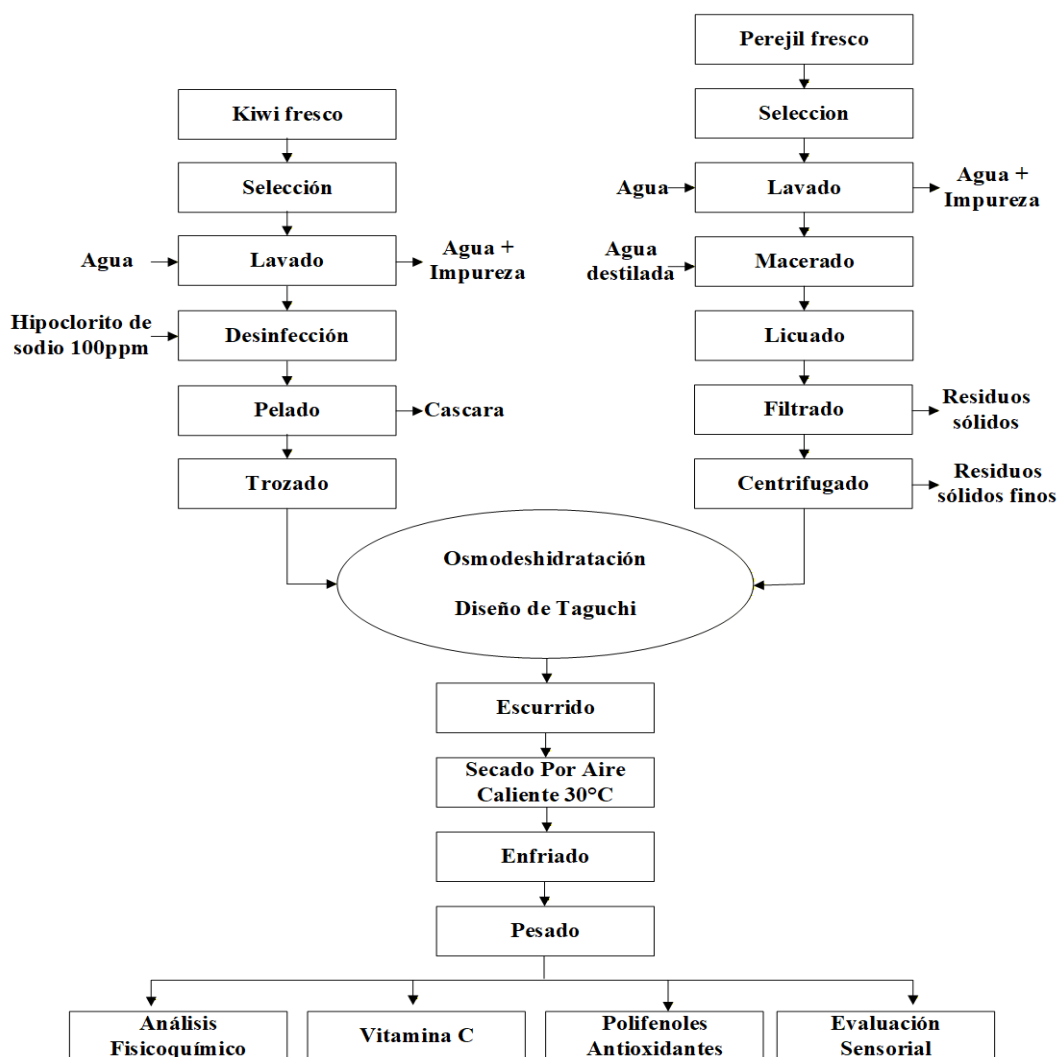 Perejil fresco
Kiwi fresco
Seleccion
Selección
Agua
Lavado
Agua +
Impureza
Agua
Lavado
Agua +
Impureza
Agua
destilada
Macerado
Hipoclorito de
sodio 100ppm
Desinfección
Licuado
Pelado
Cascara
Filtrado
Residuos
sólidos
Trozado
Centrifugado
Residuos
sólidos finos
Osmodeshidratación
Diseño de Taguchi
Escurrido
Secado Por Aire
Caliente 30°C
Enfriado
Pesado
Análisis
Fisicoquímico
Vitamina C
Polifenoles
Antioxidantes
Evaluación
Sensorial